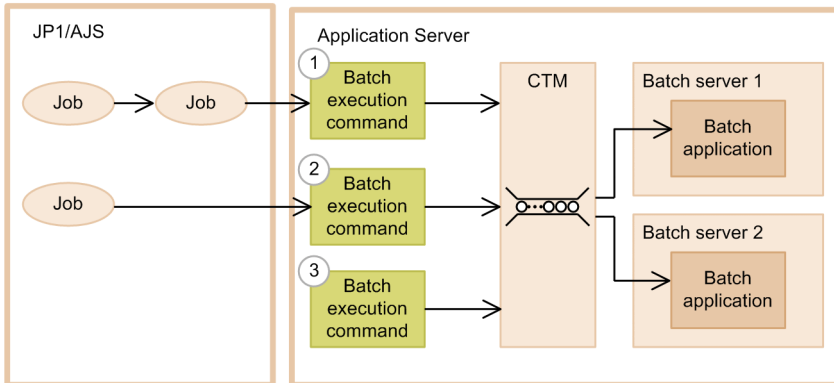 JP1/AJS
Job
Job
Job
Application Server
1
Batch
execution
command
2
Batch
execution
command
3
Batch
execution
command
CTM
Batch server 1
Batch
application
Batch server 2
Batch
application